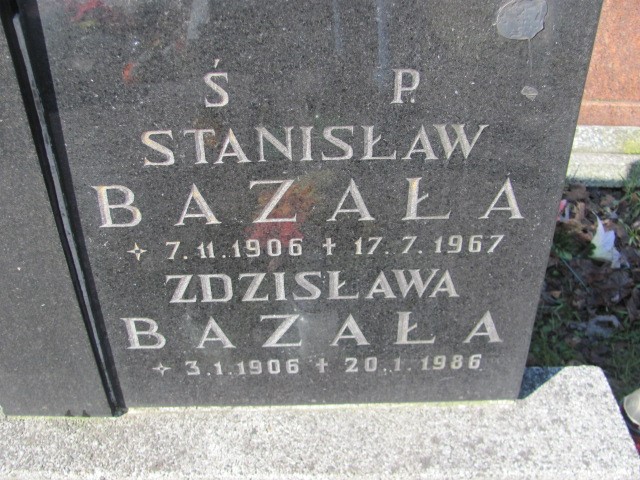 Ś P.
STANISŁAW
BAZAŁA
✧ 7.11.1906 + 17.7.1967
ZDZISŁAWA
BAZAŁA
✧ 3.1.1906 + 20.1.1986